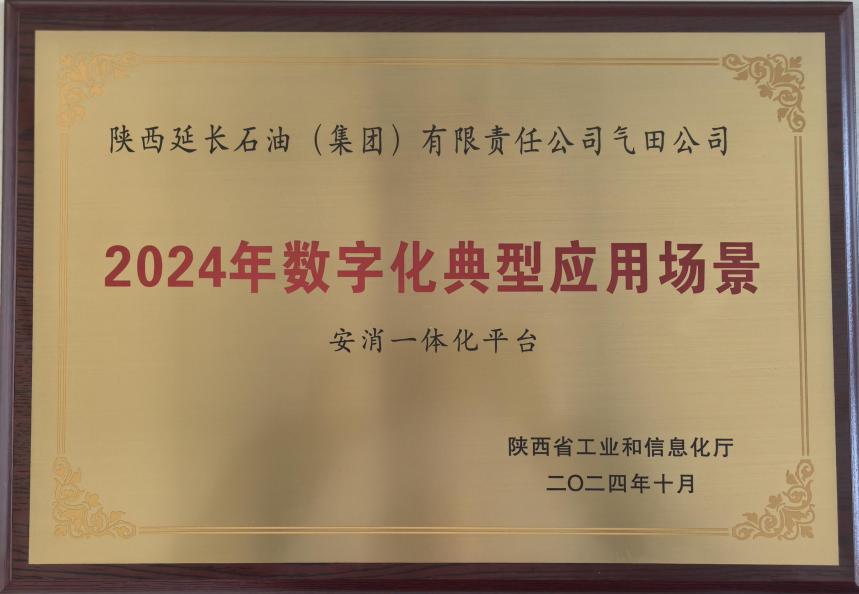 陕西延长石油（集团）有限责任公司气田公司
2024年数字化典型应用场景
安消一体化平台
陕西省工业和信息化厅
二〇二四年十月